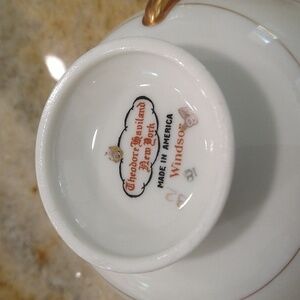 Theodore Haviland
New York
MADE IN AMERICA
Windsor